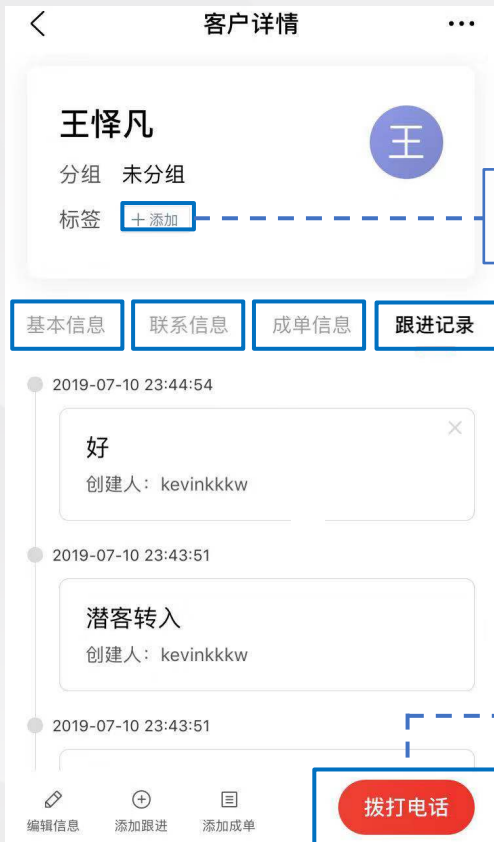 客户详情
王怿凡
王
分组 未分组
标签 +添加
基本信息 联系信息 成单信息 跟进记录
2019-07-10 23:44:54
好
创建人：kevinkkkw
2019-07-10 23:43:51
潜客转入
创建人：kevinkkkw
2019-07-10 23:43:51
编辑信息 添加跟进 添加成单 拨打电话